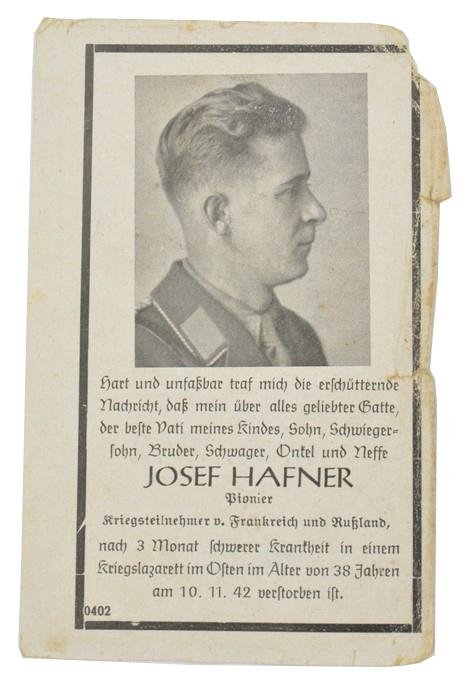 Hart und unfaßbar traf mich die erschütternde
Nachricht, daß mein über alles geliebter Gatte,
der beste Vati meines Kindes, Sohn, Schwieger=
sohn, Bruder, Schwager, Onkel und Neffe
JOSEF HAFNER
Pionier
Kriegsteilnehmer v. Frankreich und Rußland,
nach 3 Monat schwerer Krankheit in einem
Kriegslazarett im Osten im Alter von 38 Jahren
am 10. 11. 42 verstorben ist.
0402